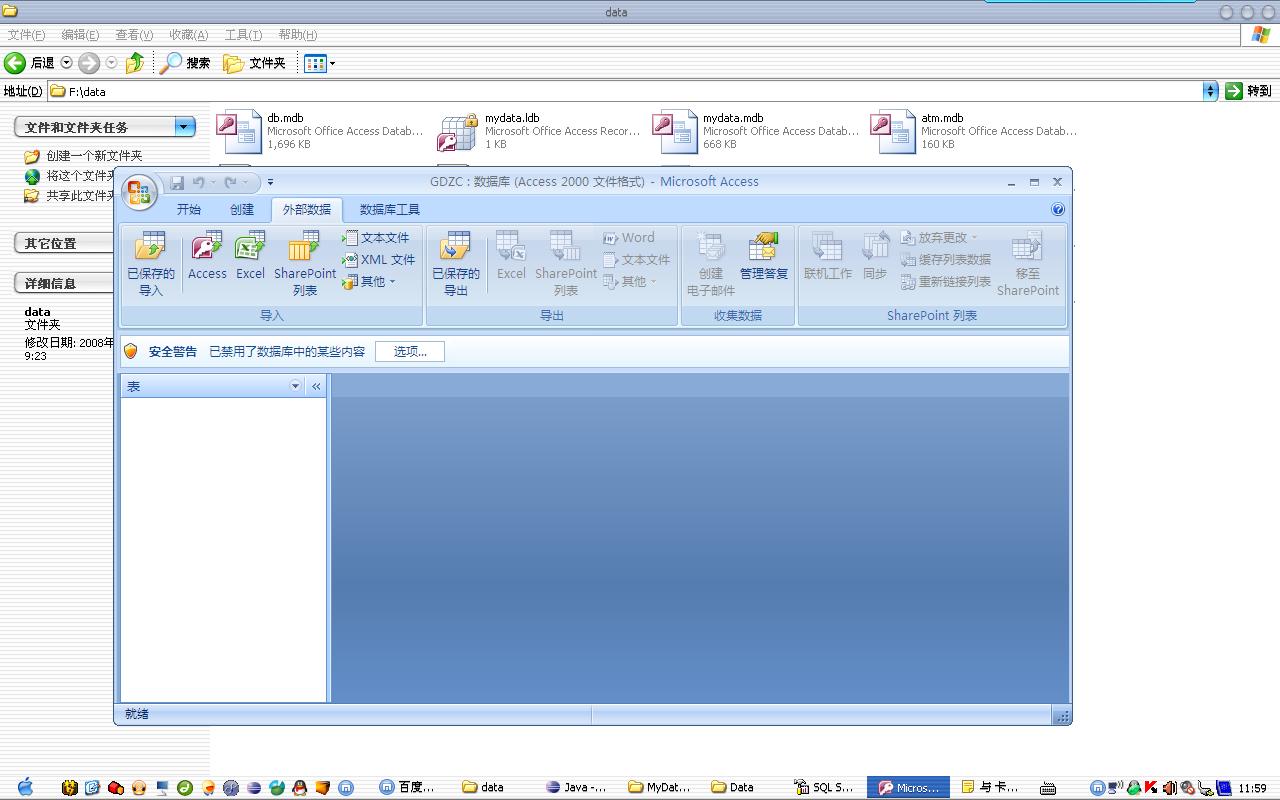 data
文件(F) 编辑(E) 查看(V) 收藏(A) 工具(T) 帮助(H)
后退 搜索 文件夹
地址(D) F:\data 转到
文件和文件夹任务
创建一个新文件夹
将这个文件夹
共享此文件夹
其它位置
详细信息
data
文件夹
修改日期: 2008年
9:23
db.mdb
Microsoft Office Access Datab...
1,696 KB
mydata.ldb
Microsoft Office Access Recor...
1 KB
mydata.mdb
Microsoft Office Access Datab...
668 KB
atm.mdb
Microsoft Office Access Datab...
160 KB
GDZC : 数据库 (Access 2000 文件格式) - Microsoft Access
开始 创建 外部数据 数据库工具
已保存的
导入
Access
Excel
SharePoint
列表
文本文件
XML 文件
其他
导入
已保存的
导出
Excel
SharePoint
列表
Word
文本文件
其他
导出
创建
电子邮件
管理答复
收集数据
联机工作
同步
放弃更改
缓存列表数据
重新链接列表
移至
SharePoint
SharePoint 列表
安全警告 已禁用了数据库中的某些内容 选项...
表
就绪
百度... data Java -... MyDat... Data SQL S... Micros... 与 卡... 11:59